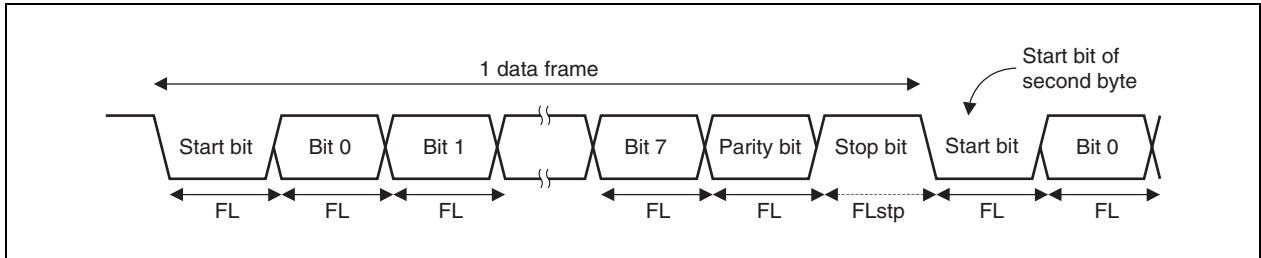 1 data frame
Start bit of
second byte
Start bit Bit 0 Bit 1 Bit 7 Parity bit Stop bit Start bit Bit 0
FL FL FL FL FL FLstp FL FL